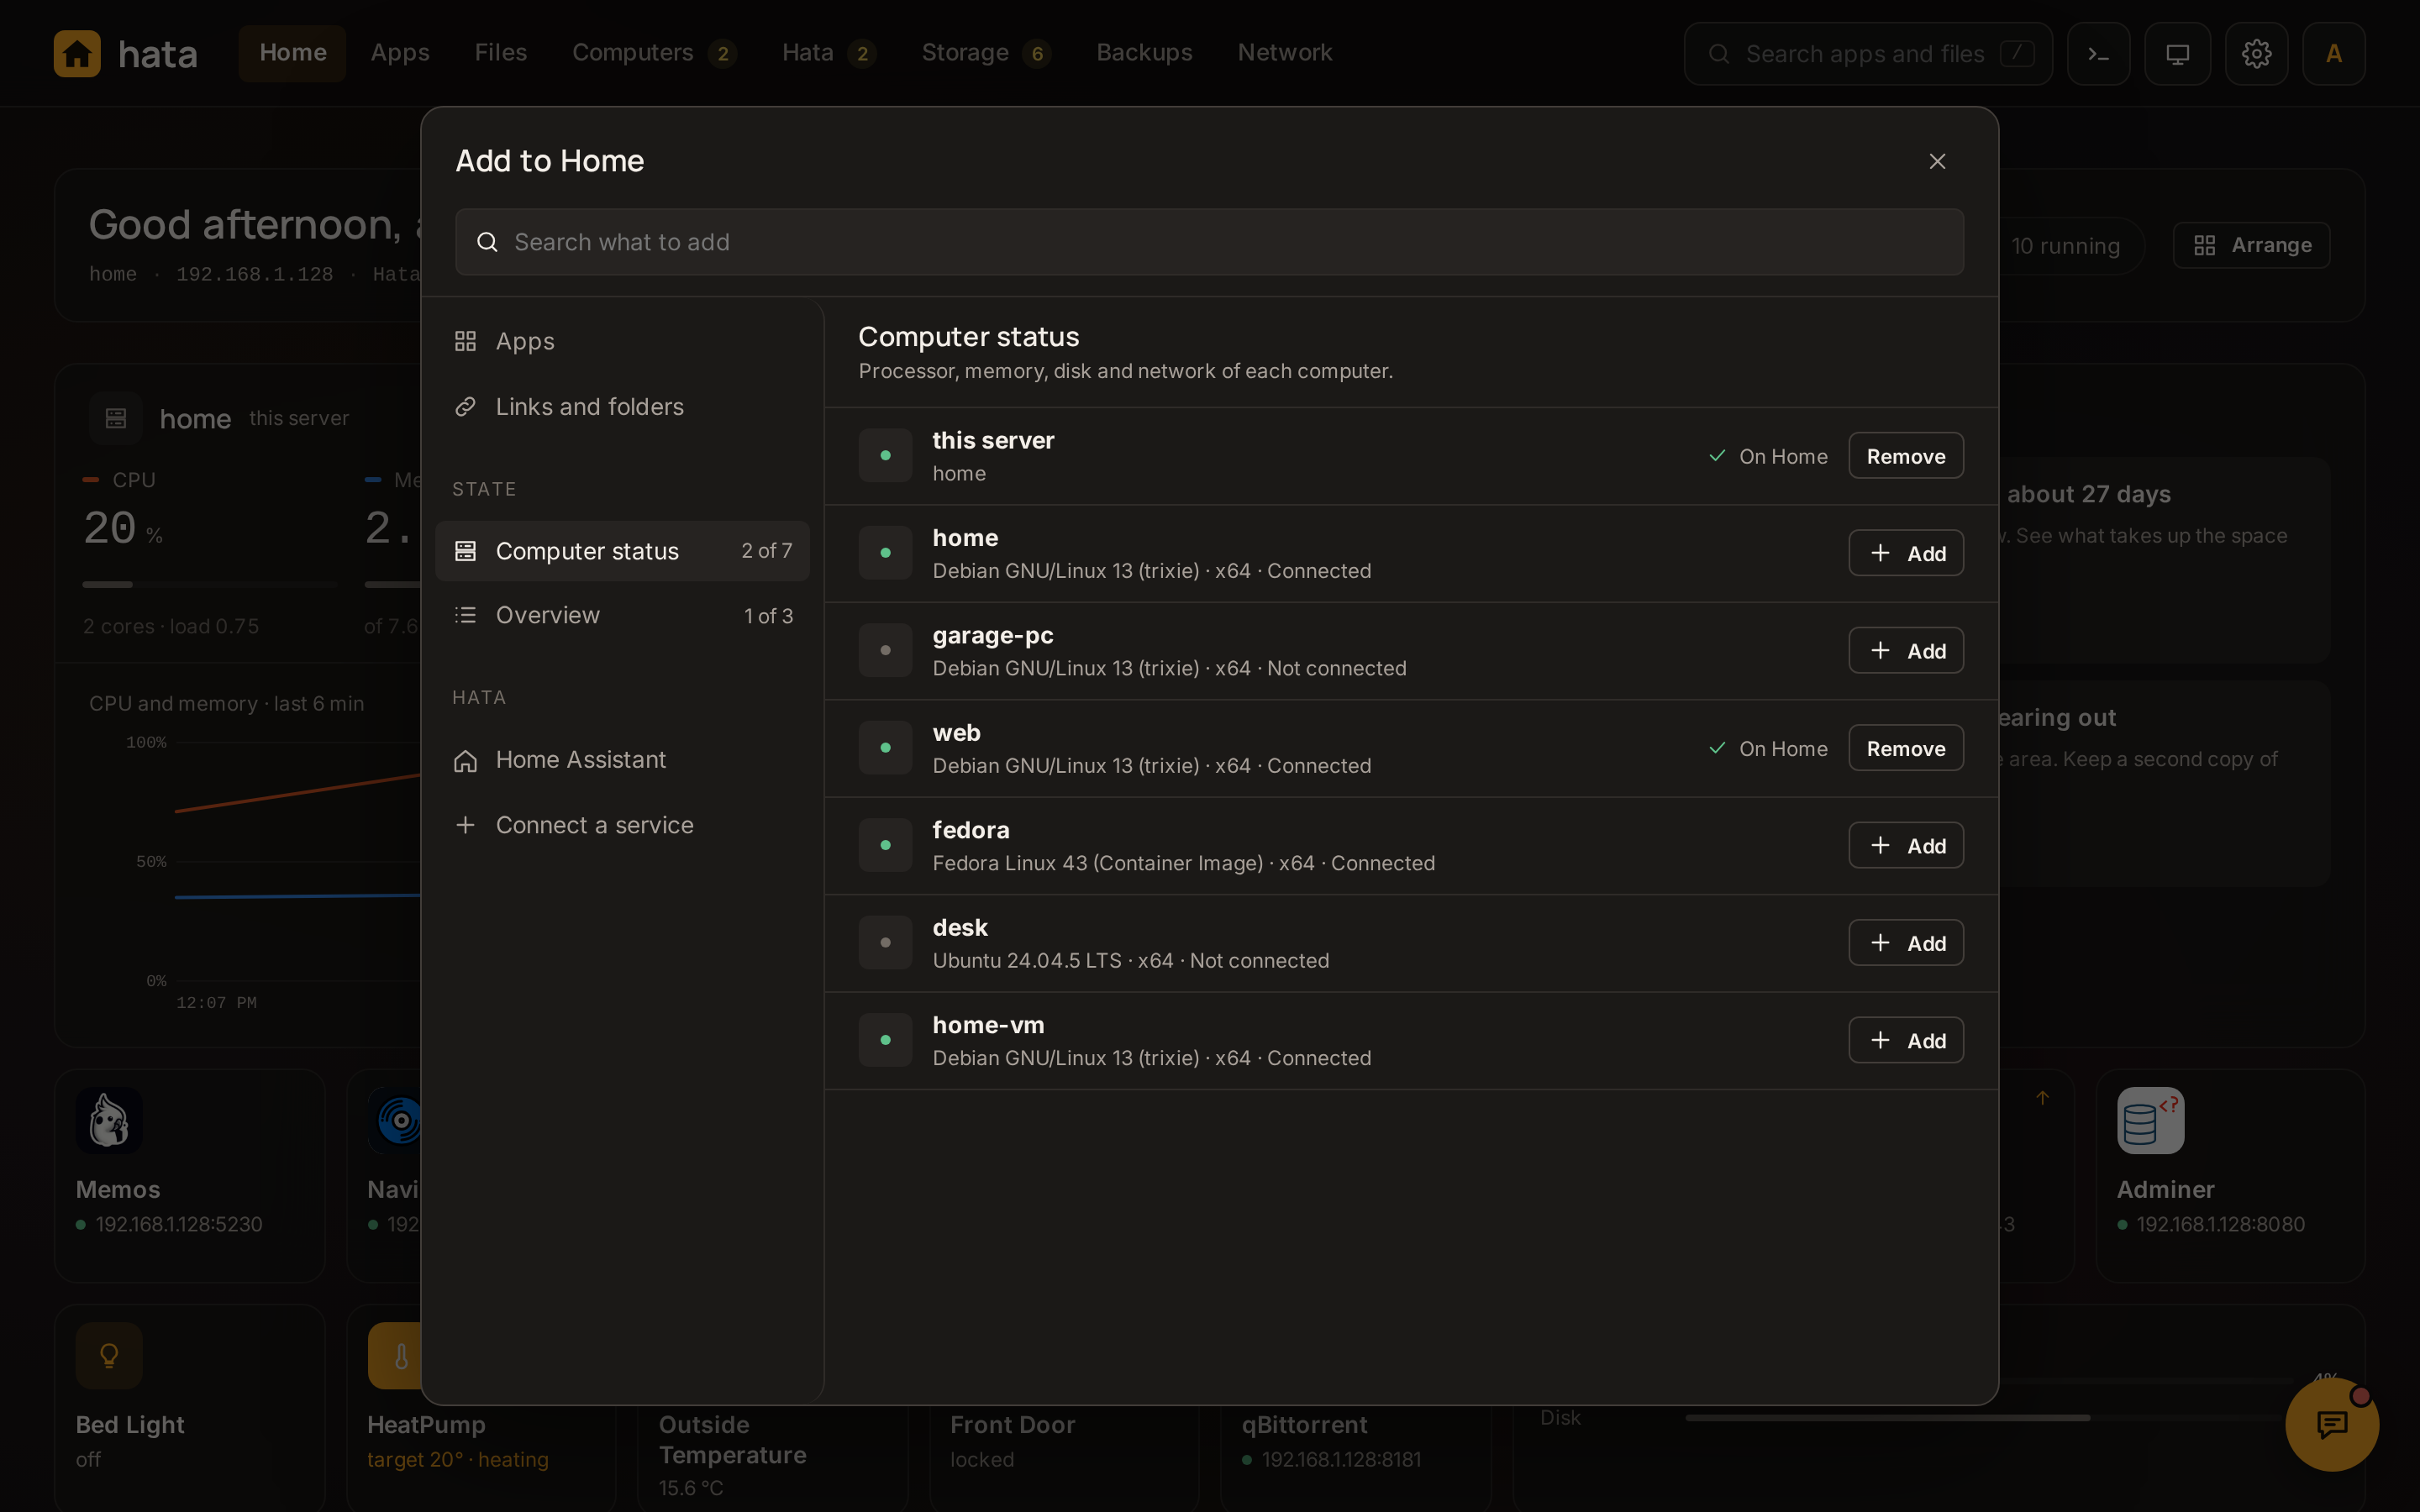 hata
Home
Apps
Files
Computers 2
Hata 2
Storage 6
Backups
Network
Search apps and files /
A
Good afternoon,
home · 192.168.1.128 · Hata
10 running
Arrange
Add to Home
Search what to add
Apps
Links and folders
STATE
Computer status 2 of 7
Overview 1 of 3
HATA
Home Assistant
Connect a service
Computer status
Processor, memory, disk and network of each computer.
this server
home
On Home
Remove
home
Debian GNU/Linux 13 (trixie) · x64 · Connected
Add
garage-pc
Debian GNU/Linux 13 (trixie) · x64 · Not connected
Add
web
Debian GNU/Linux 13 (trixie) · x64 · Connected
On Home
Remove
fedora
Fedora Linux 43 (Container Image) · x64 · Connected
Add
desk
Ubuntu 24.04.5 LTS · x64 · Not connected
Add
home-vm
Debian GNU/Linux 13 (trixie) · x64 · Connected
Add
home this server
CPU
20 %
2 cores · load 0.75
Me
2.
of 7.6
CPU and memory · last 6 min
100%
50%
0%
12:07 PM
about 27 days
. See what takes up the space
earing out
area. Keep a second copy of
Memos
192.168.1.128:5230
Navi
192
3
Adminer
192.168.1.128:8080
Bed Light
off
HeatPump
target 20° · heating
Outside
Temperature
15.6 °C
Front Door
locked
qBittorrent
192.168.1.128:8181
Disk